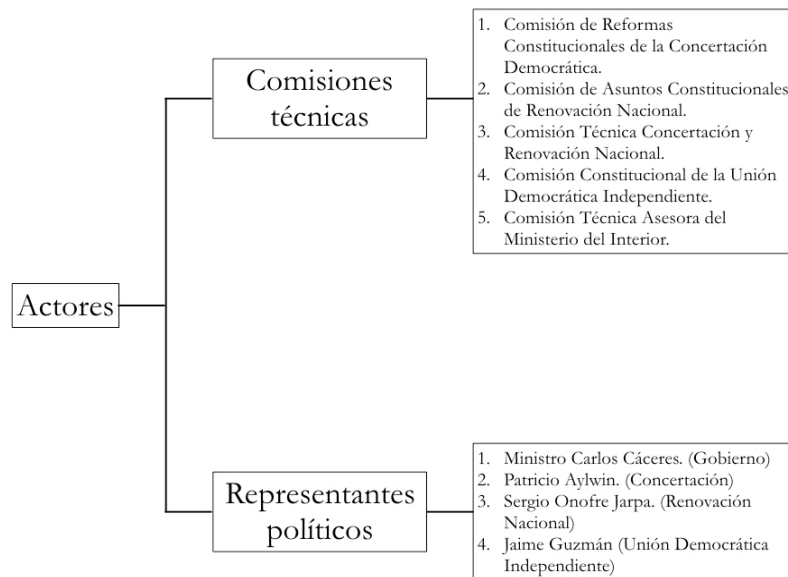 Actores
Comisiones
técnicas
1. Comisión de Reformas
Constitucionales de la Concertación
Democrática.
2. Comisión de Asuntos Constitucionales
de Renovación Nacional.
3. Comisión Técnica Concertación y
Renovación Nacional.
4. Comisión Constitucional de la Unión
Democrática Independiente.
5. Comisión Técnica Asesora del
Ministerio del Interior.
Representantes
políticos
1. Ministro Carlos Cáceres. (Gobierno)
2. Patricio Aylwin. (Concertación)
3. Sergio Onofre Jarpa. (Renovación
Nacional)
4. Jaime Guzmán (Unión Democrática
Independiente)